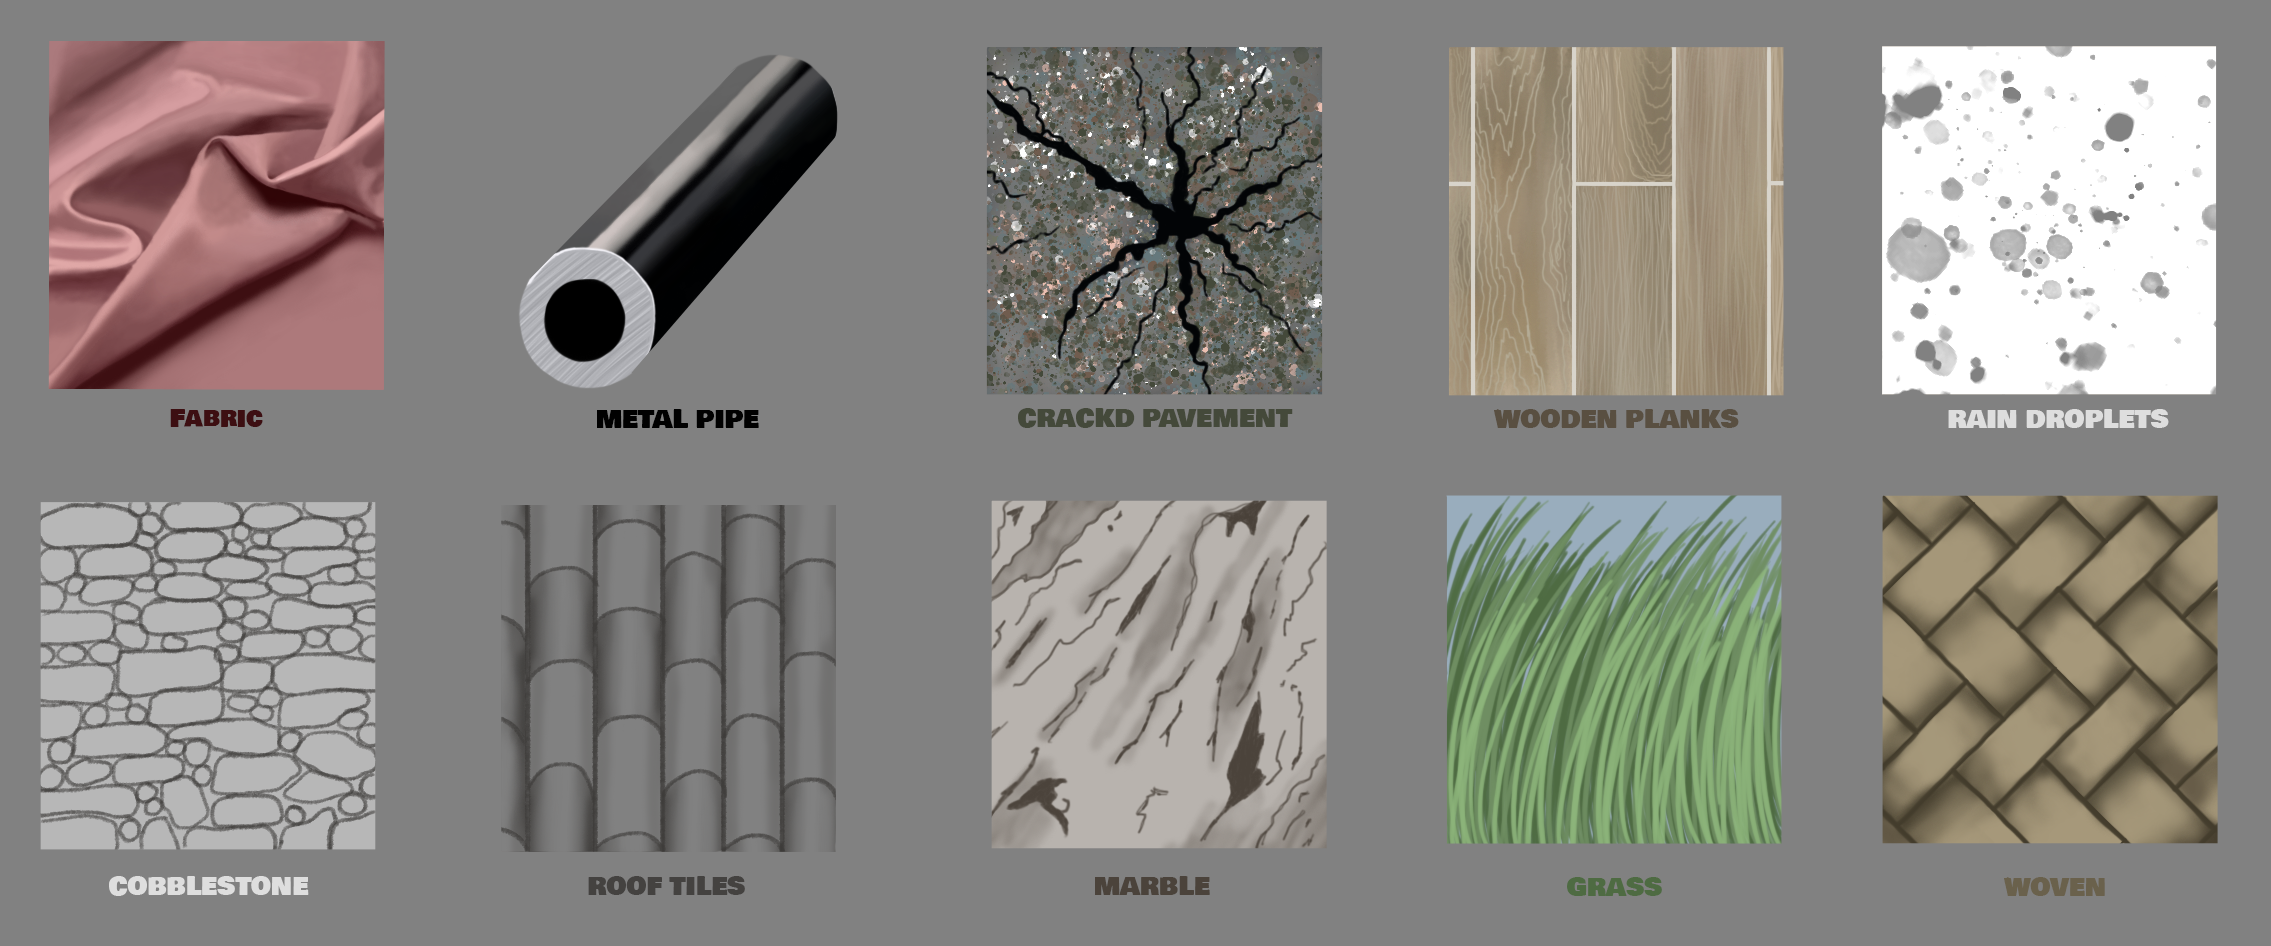 FABRIC
METAL PIPE
CRACKD PAVEMENT
WOODEN PLANKS
RAIN DROPLETS
COBBLESTONE
ROOF TILES
MARBLE
GRASS
WOVEN